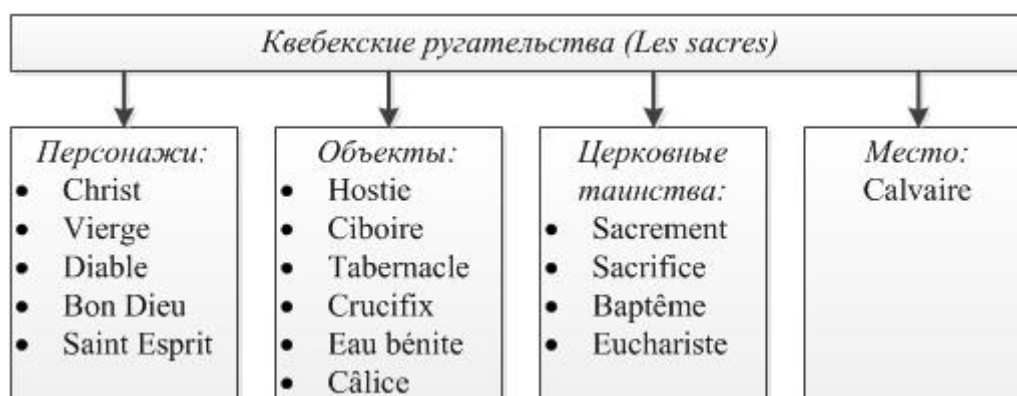 Квебекские ругательства (Les sacres)
Персонажи:
• Christ
• Vierge
• Diable
• Bon Dieu
• Saint Esprit
Объекты:
• Hostie
• Ciboire
• Tabernacle
• Crucifix
• Eau bénite
• Câlice
Церковные
таинства:
• Sacrement
• Sacrifice
• Baptême
• Euchariste
Место:
Calvaire